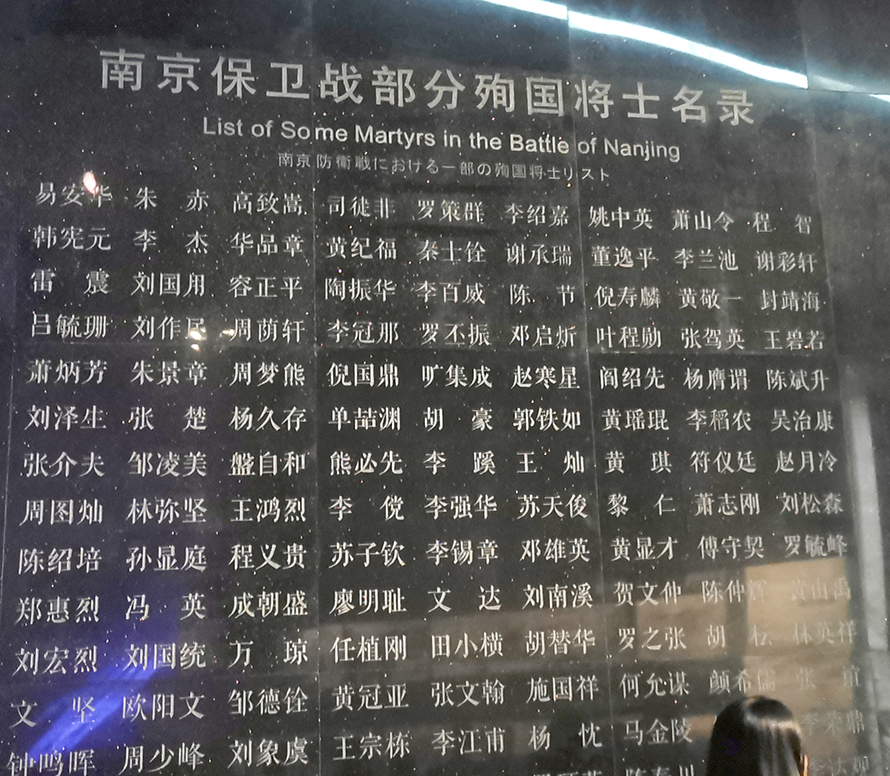 南京保卫战部分殉国将士名录
List of Some Martyrs in the Battle of Nanjing
南京防衛戦における一部の殉国将士リスト
易安华 朱 赤 高致嵩 司徒非 罗策群 李绍嘉 姚中英 萧山令 程 智
韩宪元 李 杰 华品章 黄纪福 秦士铨 谢承瑞 董逸平 李兰池 谢彩轩
雷 震 刘国用 容正平 陶振华 李百威 陈 节 倪寿麟 黄敬一 封靖海
吕毓珊 刘作民 周荫轩 李冠那 罗丕振 邓启炘 叶程勋 张驾英 王碧若
萧炳芳 朱景章 周梦熊 倪国鼎 旷集成 赵寒星 阎绍先 杨膺谓 陈斌升
刘泽生 张 楚 杨久存 单喆渊 胡 豪 郭铁如 黄瑶琨 李稻农 吴治康
张介夫 邹凌美 盤自和 熊必先 李 蹊 王 灿 黄 琪 符仪廷 赵月冷
周图灿 林弥坚 王鸿烈 李 傥 李强华 苏天俊 黎 仁 萧志刚 刘松森
陈绍培 孙显庭 程义贵 苏子钦 李锡章 邓雄英 黄显才 傅守契 罗毓峰
郑惠烈 冯 英 成朝盛 廖明耻 文 达 刘南溪 贺文仲 陈仲辉 黄由禹
刘宏烈 刘国统 万 琼 任植刚 田小横 胡替华 罗之张 胡 枟 林英祥
文 坚 欧阳文 邹德铨 黄冠亚 张文翰 施国祥 何允谋 颜希儒 张 谊
钟鸣晖 周少峰 刘象虞 王宗栋 李江甫 杨 忱 马金陵 李荣鼎